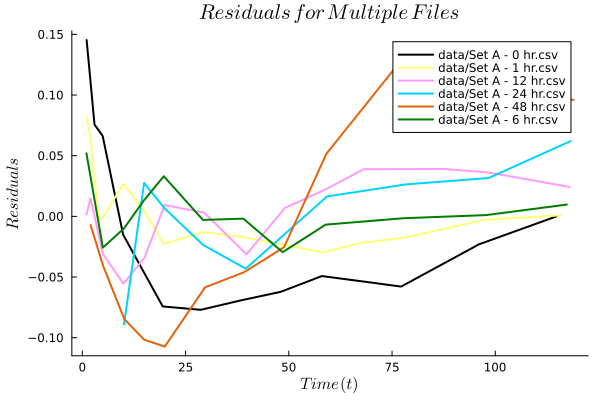 Residuals for Multiple Files
0.15
0.10
0.05
0.00
−0.05
−0.10
Residuals
data/Set A - 0 hr.csv
data/Set A - 1 hr.csv
data/Set A - 12 hr.csv
data/Set A - 24 hr.csv
data/Set A - 48 hr.csv
data/Set A - 6 hr.csv
0 25 50 75 100
Time (t)